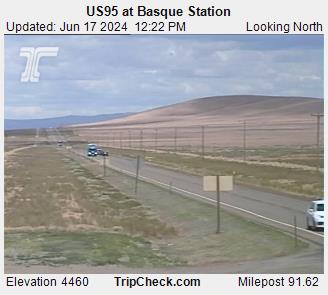 US95 at Basque Station
Updated: Jun 17 2024 12:22 PM Looking North
Elevation 4460 TripCheck.com Milepost 91.62